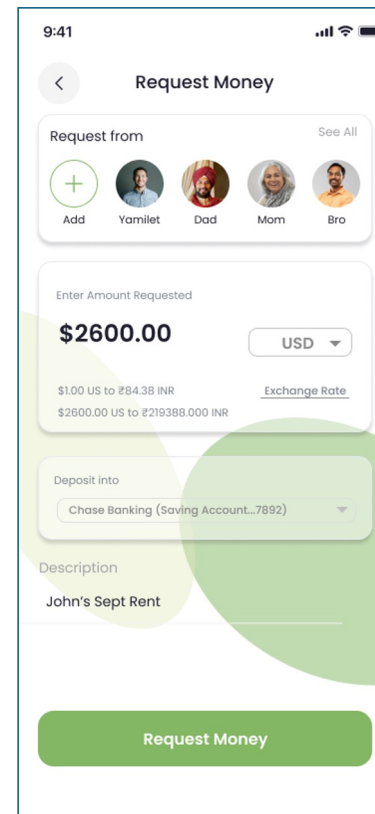 9:41
Request Money
Request from
See All
Add
Yamilet
Dad
Mom
Bro
Enter Amount Requested
$2600.00
USD
$1.00 US to ₹84.38 INR
Exchange Rate
$2600.00 US to ₹219388.000 INR
Deposit into
Chase Banking (Saving Account...7892)
Description
John's Sept Rent
Request Money